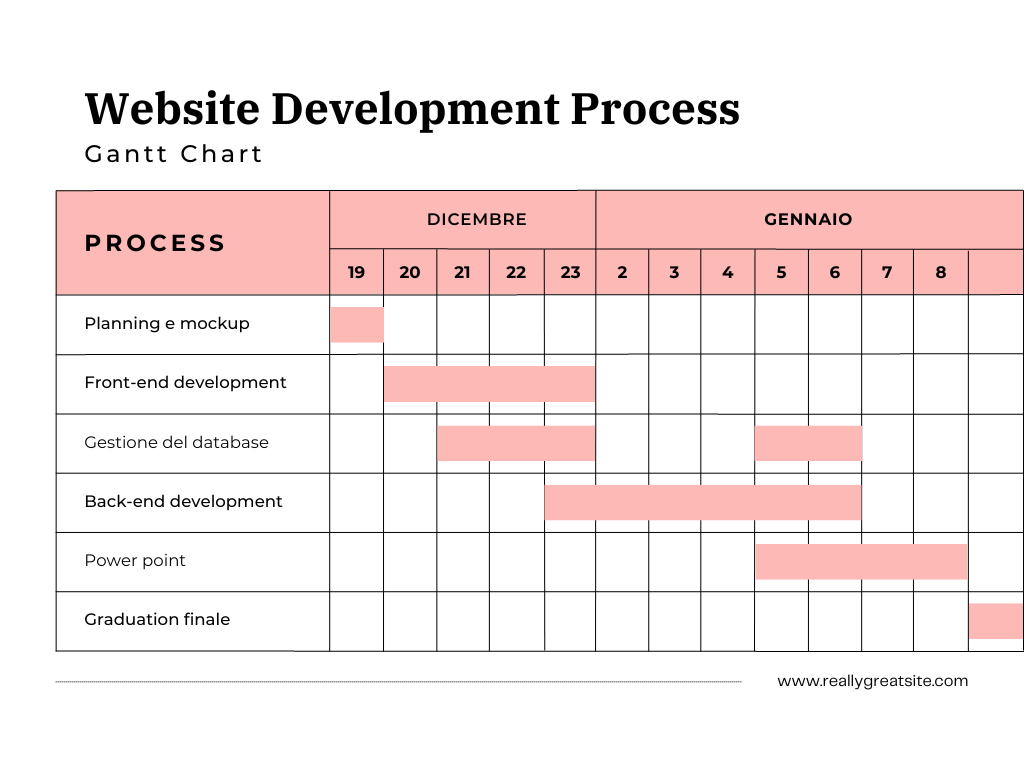 Website Development Process
Gantt Chart
PROCESS
DICEMBRE
GENNAIO
19 20 21 22 23 2 3 4 5 6 7 8
Planning e mockup
Front-end development
Gestione del database
Back-end development
Power point
Graduation finale
www.reallygreatsite.com